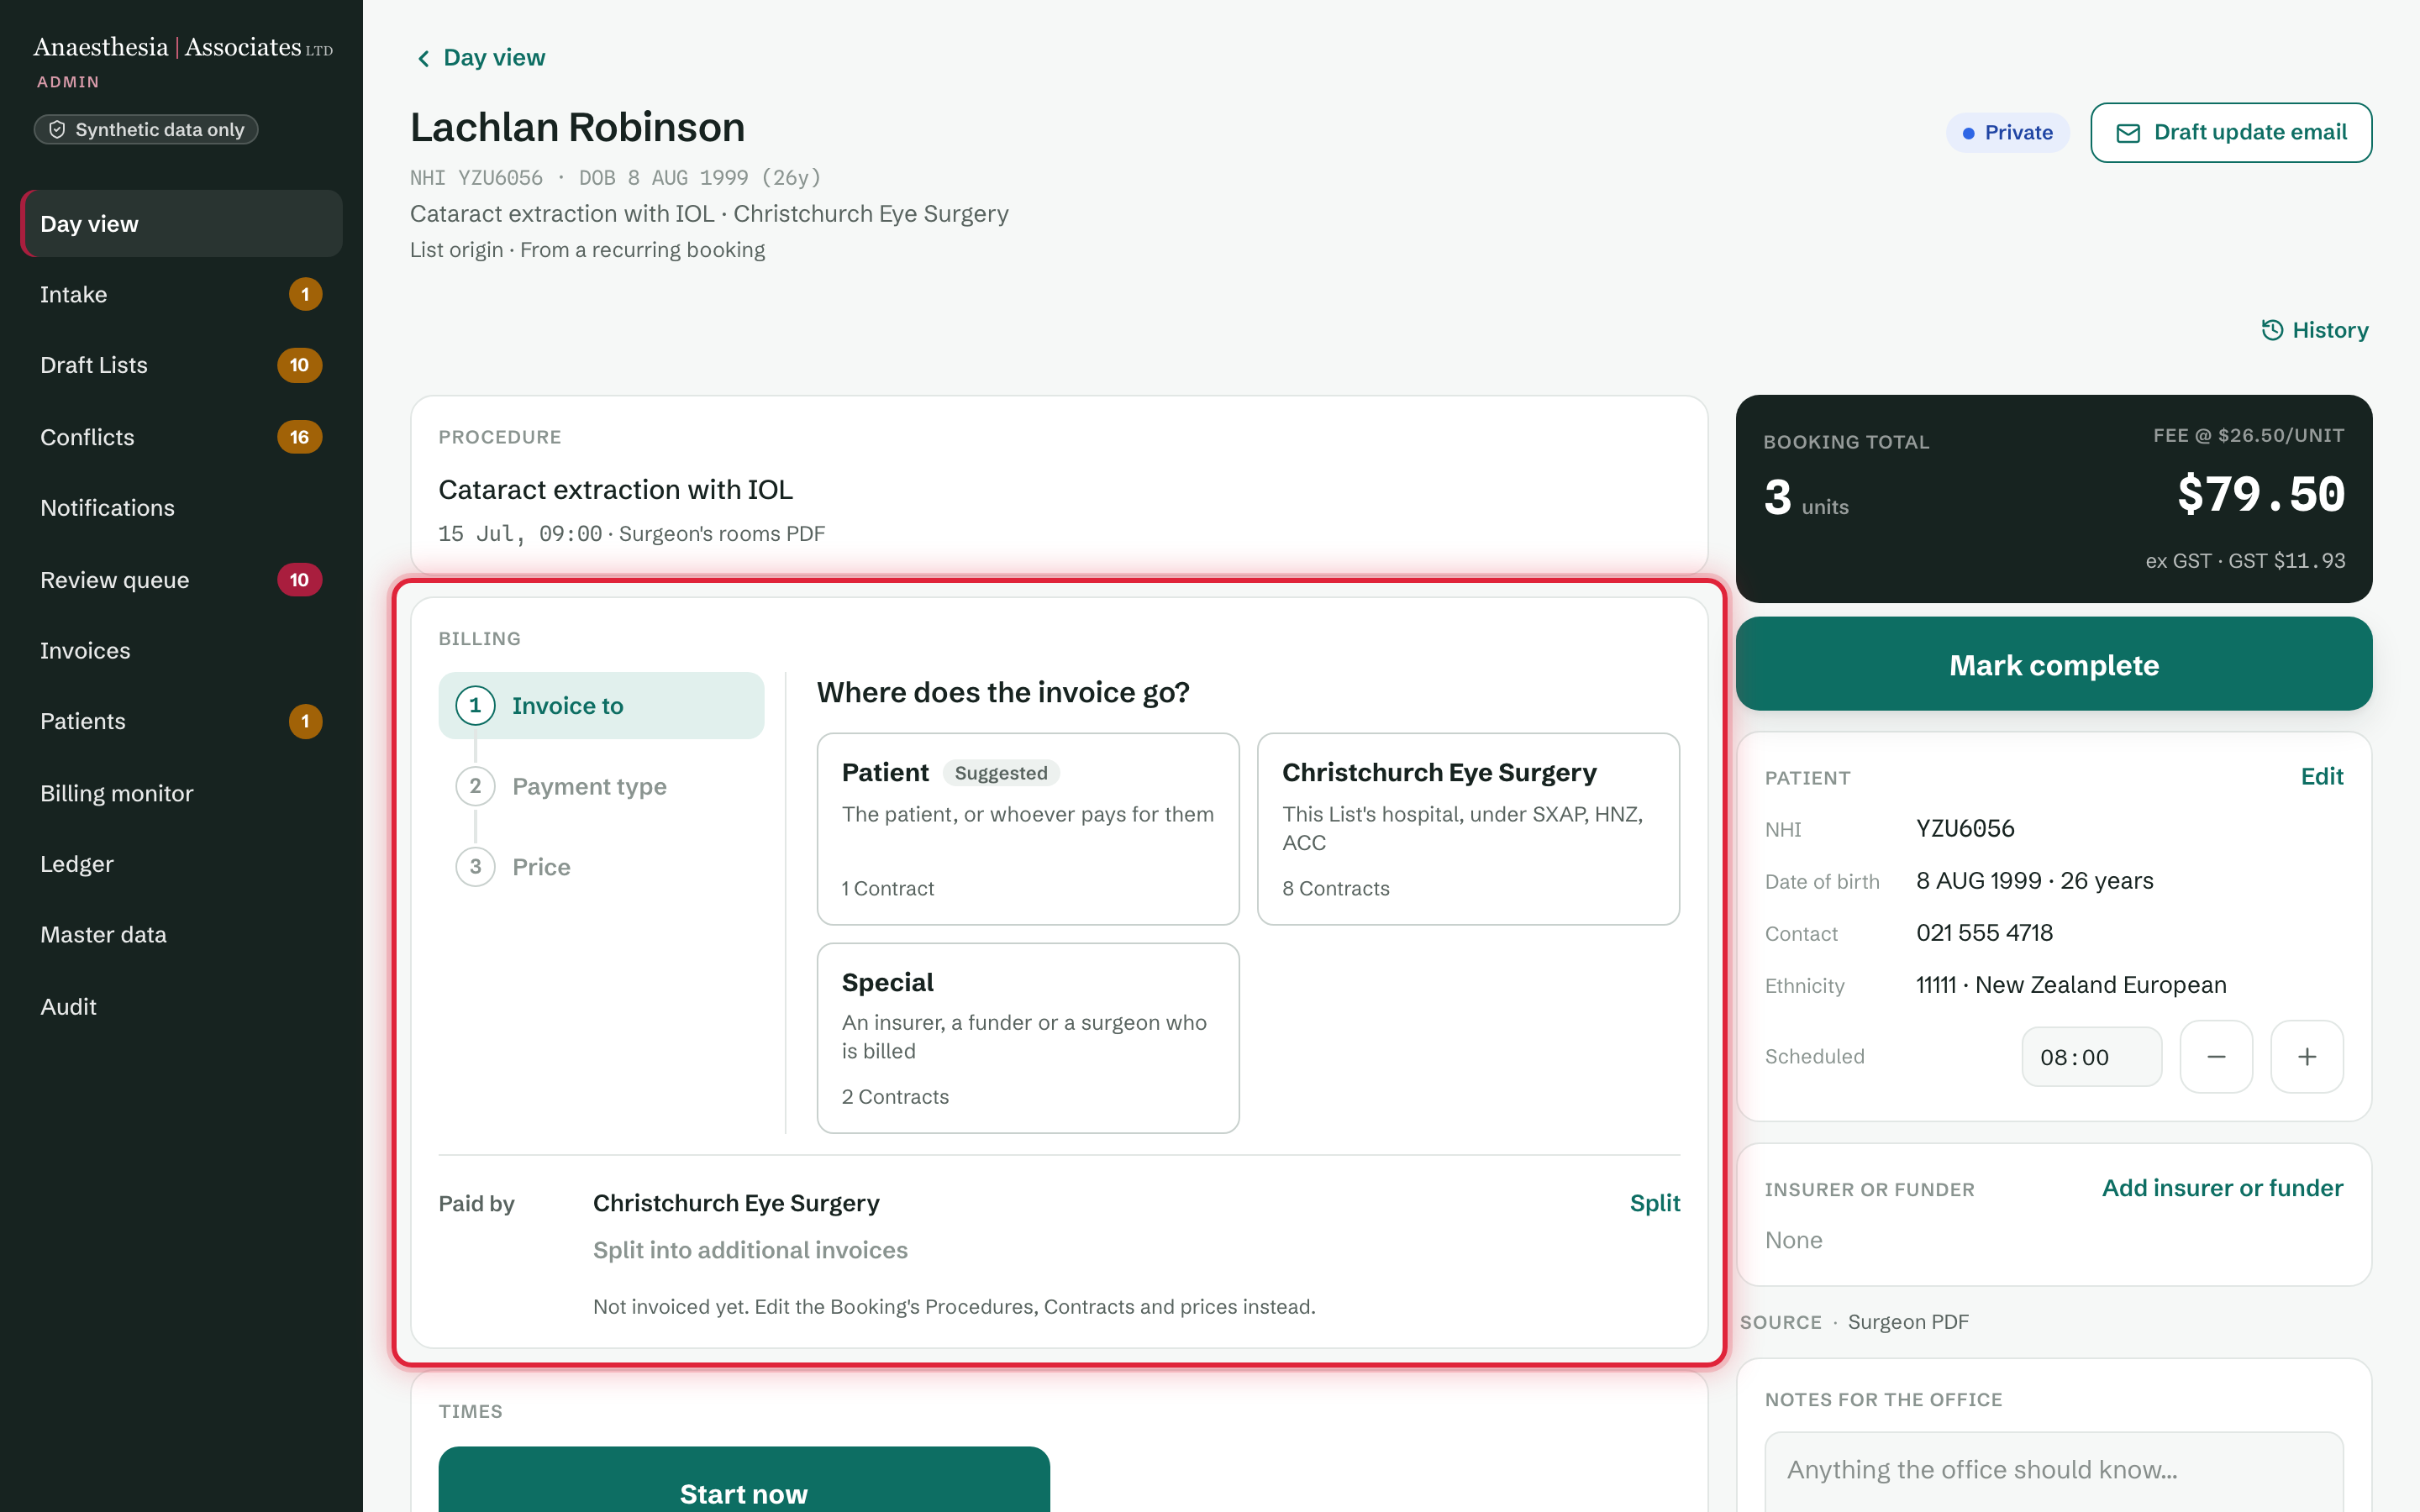 Anaesthesia | Associates LTD
ADMIN
Synthetic data only
Day view
Intake 1
Draft Lists 10
Conflicts 16
Notifications
Review queue 10
Invoices
Patients 1
Billing monitor
Ledger
Master data
Audit
Day view
Lachlan Robinson
NHI YZU6056 · DOB 8 AUG 1999 (26y)
Cataract extraction with IOL · Christchurch Eye Surgery
List origin · From a recurring booking
Private
Draft update email
History
PROCEDURE
Cataract extraction with IOL
15 Jul, 09:00 · Surgeon's rooms PDF
BILLING
1 Invoice to
2 Payment type
3 Price
Where does the invoice go?
Patient Suggested
The patient, or whoever pays for them
1 Contract
Christchurch Eye Surgery
This List's hospital, under SXAP, HNZ,
ACC
8 Contracts
Special
An insurer, a funder or a surgeon who
is billed
2 Contracts
Paid by Christchurch Eye Surgery Split
Split into additional invoices
Not invoiced yet. Edit the Booking's Procedures, Contracts and prices instead.
TIMES
Start now
BOOKING TOTAL
3 units
FEE @ $26.50/UNIT
$79.50
ex GST · GST $11.93
Mark complete
PATIENT Edit
NHI YZU6056
Date of birth 8 AUG 1999 · 26 years
Contact 021 555 4718
Ethnicity 11111 · New Zealand European
Scheduled 08:00 − +
INSURER OR FUNDER Add insurer or funder
None
SOURCE · Surgeon PDF
NOTES FOR THE OFFICE
Anything the office should know...